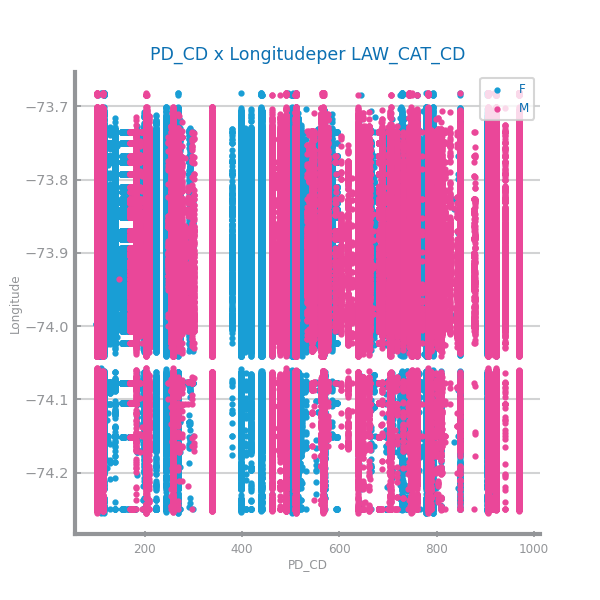 PD_CD x Longitudeper LAW_CAT_CD
F
M
−73.7
−73.8
−73.9
−74.0
−74.1
−74.2
Longitude
200
400
600
800
1000
PD_CD